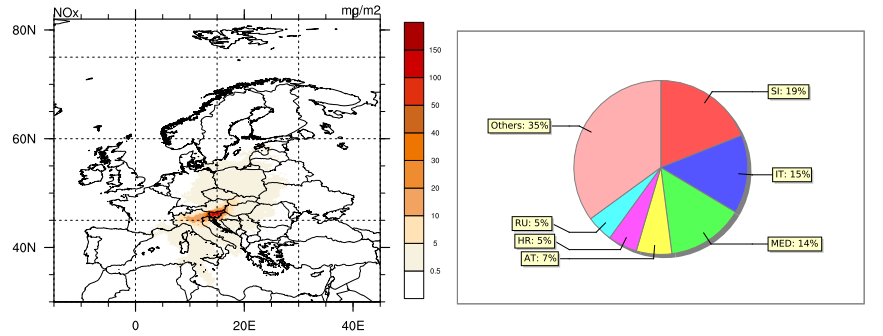 NOx
mg/m2
80N
60N
40N
0
20E
40E
150
100
50
40
30
20
10
5
0.5
SI: 19%
Others: 35%
IT: 15%
RU: 5%
HR: 5%
MED: 14%
AT: 7%